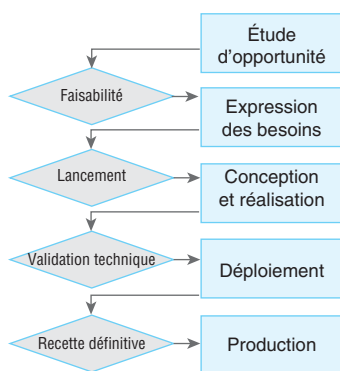 Étude
d'opportunité
Faisabilité
Expression
des besoins
Lancement
Conception
et réalisation
Validation technique
Déploiement
Recette définitive
Production